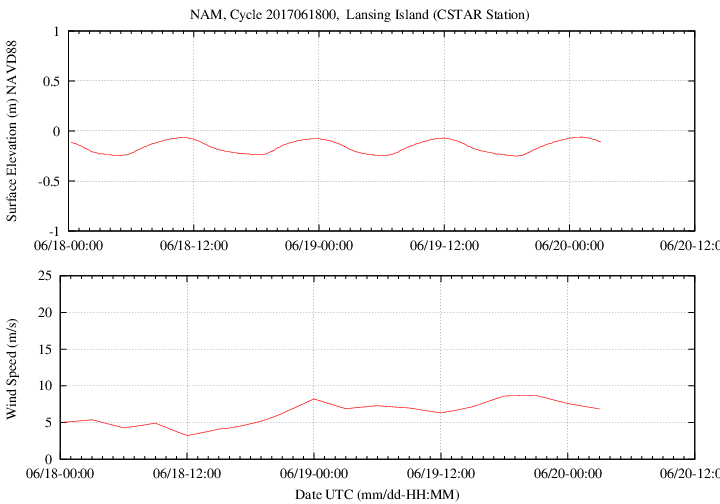 NAM, Cycle 2017061800,  Lansing Island (CSTAR Station)
Surface Elevation (m) NAVD88
1
0.5
0
-0.5
-1
06/18-00:00 06/18-12:00 06/19-00:00 06/19-12:00 06/20-00:00 06/20-12:0
Wind Speed (m/s)
25
20
15
10
5
0
06/18-00:00 06/18-12:00 06/19-00:00 06/19-12:00 06/20-00:00 06/20-12:0
Date UTC (mm/dd-HH:MM)